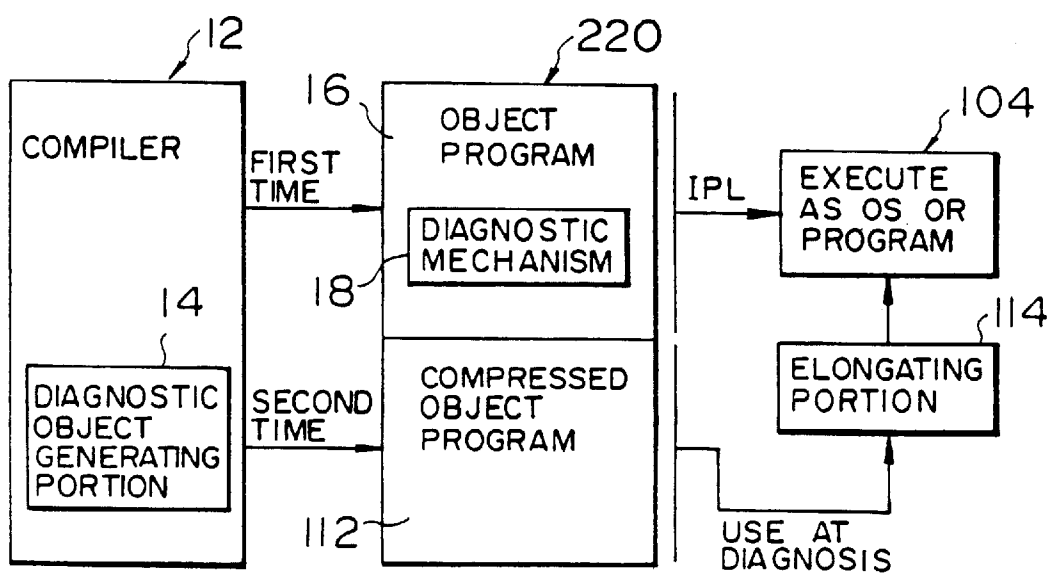 12
COMPILER
14
DIAGNOSTIC
OBJECT
GENERATING
PORTION
FIRST
TIME
SECOND
TIME
220
16
OBJECT
PROGRAM
DIAGNOSTIC
MECHANISM
18
COMPRESSED
OBJECT
PROGRAM
112
IPL
104
EXECUTE
AS OS OR
PROGRAM
114
ELONGATING
PORTION
USE AT
DIAGNOSIS